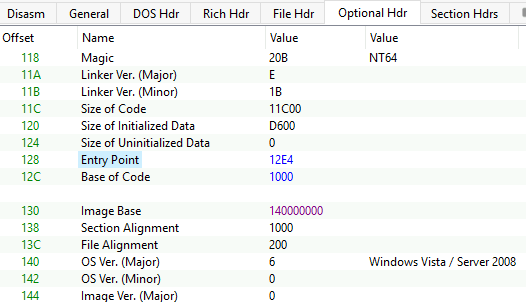 Disasm General DOS Hdr Rich Hdr File Hdr Optional Hdr Section Hdrs
Offset Name Value Value
118 Magic 20B NT64
11A Linker Ver. (Major) E
11B Linker Ver. (Minor) 1B
11C Size of Code 11C00
120 Size of Initialized Data D600
124 Size of Uninitialized Data 0
128 Entry Point 12E4
12C Base of Code 1000
130 Image Base 140000000
138 Section Alignment 1000
13C File Alignment 200
140 OS Ver. (Major) 6 Windows Vista / Server 2008
142 OS Ver. (Minor) 0
144 Image Ver. (Major) 0